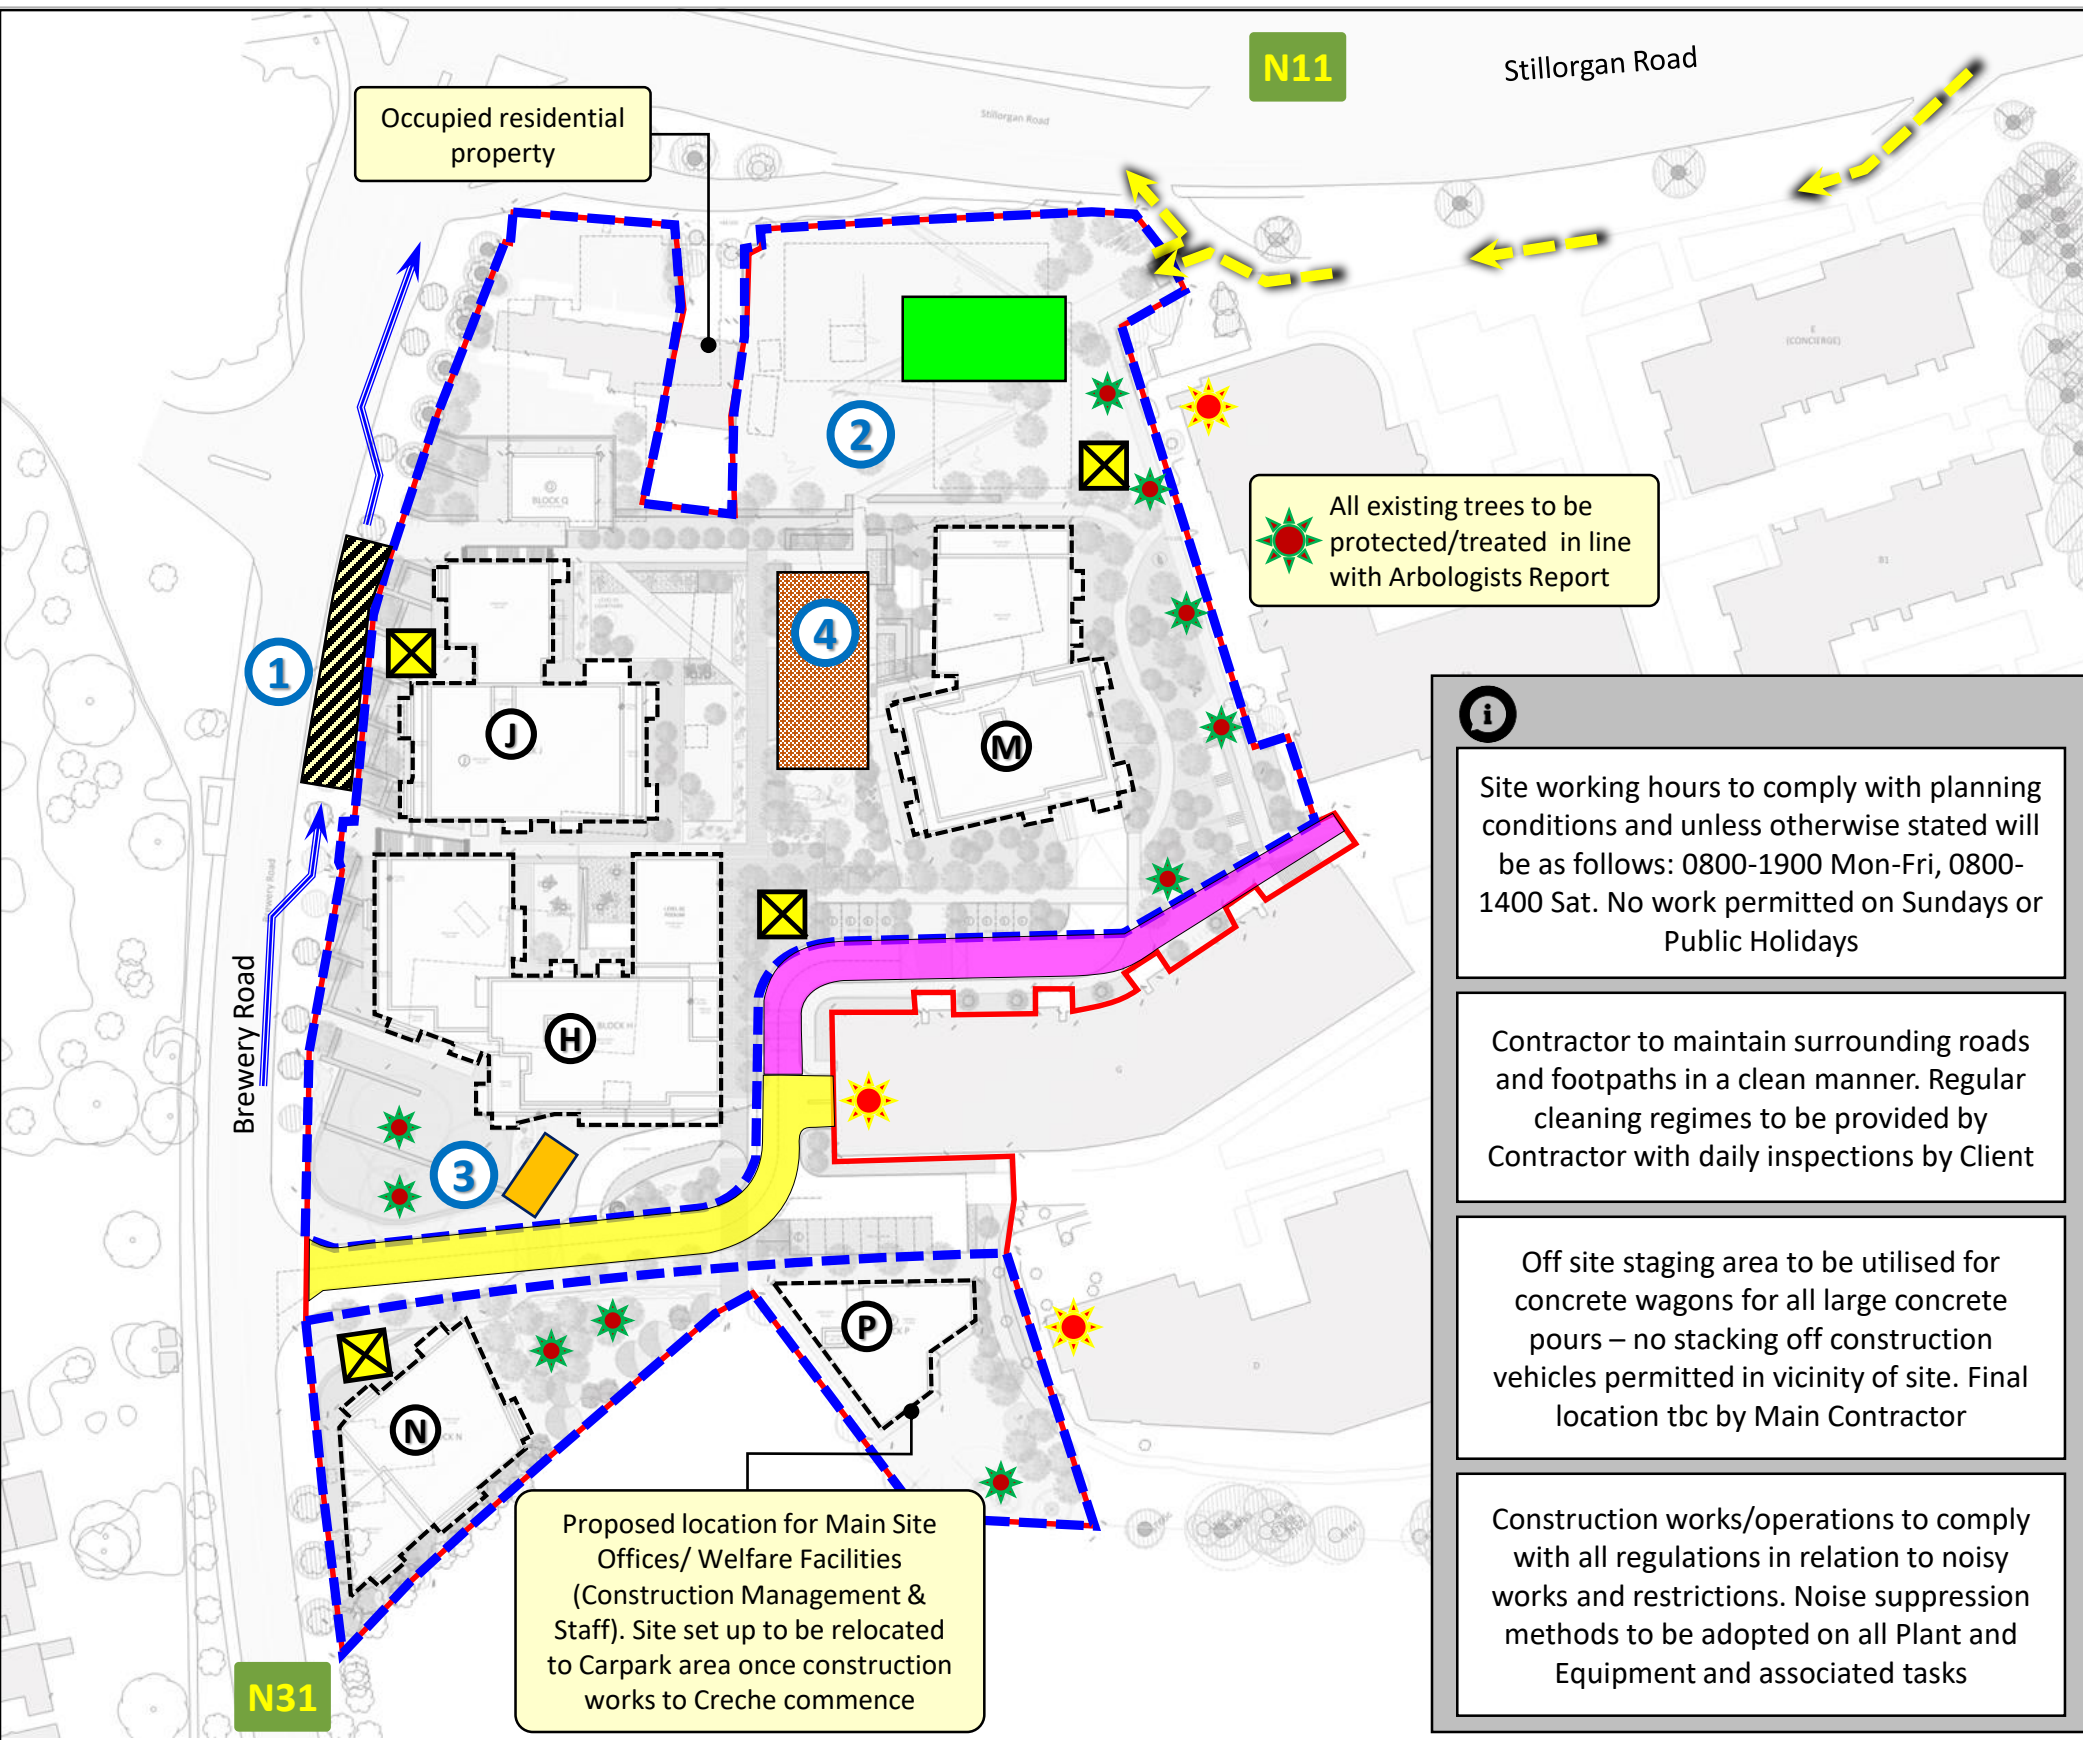 N11
Stillorgan Road
Stillorgan Road
Occupied residential
property
E
(CONCIERGE)
2
BLOCK Q
All existing trees to be
protected/treated in line
with Arbologists Report
B1
1
4
J
M
Site working hours to comply with planning
conditions and unless otherwise stated will
be as follows: 0800-1900 Mon-Fri, 0800-
1400 Sat. No work permitted on Sundays or
Public Holidays
Brewery Road
Brewery Road
H
BLOCK H
G
Contractor to maintain surrounding roads
and footpaths in a clean manner. Regular
cleaning regimes to be provided by
Contractor with daily inspections by Client
3
Off site staging area to be utilised for
concrete wagons for all large concrete
pours – no stacking off construction
vehicles permitted in vicinity of site. Final
location tbc by Main Contractor
P
D
N
Proposed location for Main Site
Offices/ Welfare Facilities
(Construction Management &
Staff). Site set up to be relocated
to Carpark area once construction
works to Creche commence
Construction works/operations to comply
with all regulations in relation to noisy
works and restrictions. Noise suppression
methods to be adopted on all Plant and
Equipment and associated tasks
N31